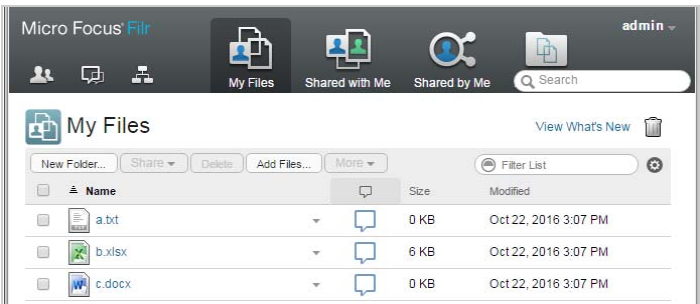 Micro Focus Filr
admin
My Files
Shared with Me
Shared by Me
Search
My Files
View What's New
New Folder... Share Delete Add Files... More Filter List
Name Size Modified
a.txt 0 KB Oct 22, 2016 3:07 PM
b.xlsx 6 KB Oct 22, 2016 3:07 PM
c.docx 0 KB Oct 22, 2016 3:07 PM